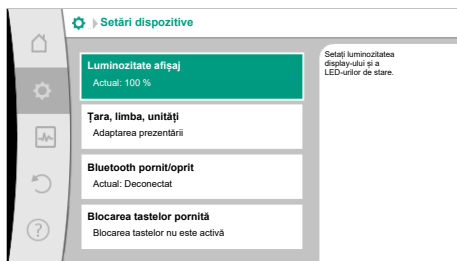 Setări dispozitive
Luminozitate afișaj
Actual: 100 %
Țara, limba, unități
Adaptarea prezentării
Bluetooth pornit/oprit
Actual: Deconectat
Blocarea tastelor pornită
Blocarea tastelor nu este activă
Setați luminozitatea
display-ului și a
LED-urilor de stare.
?